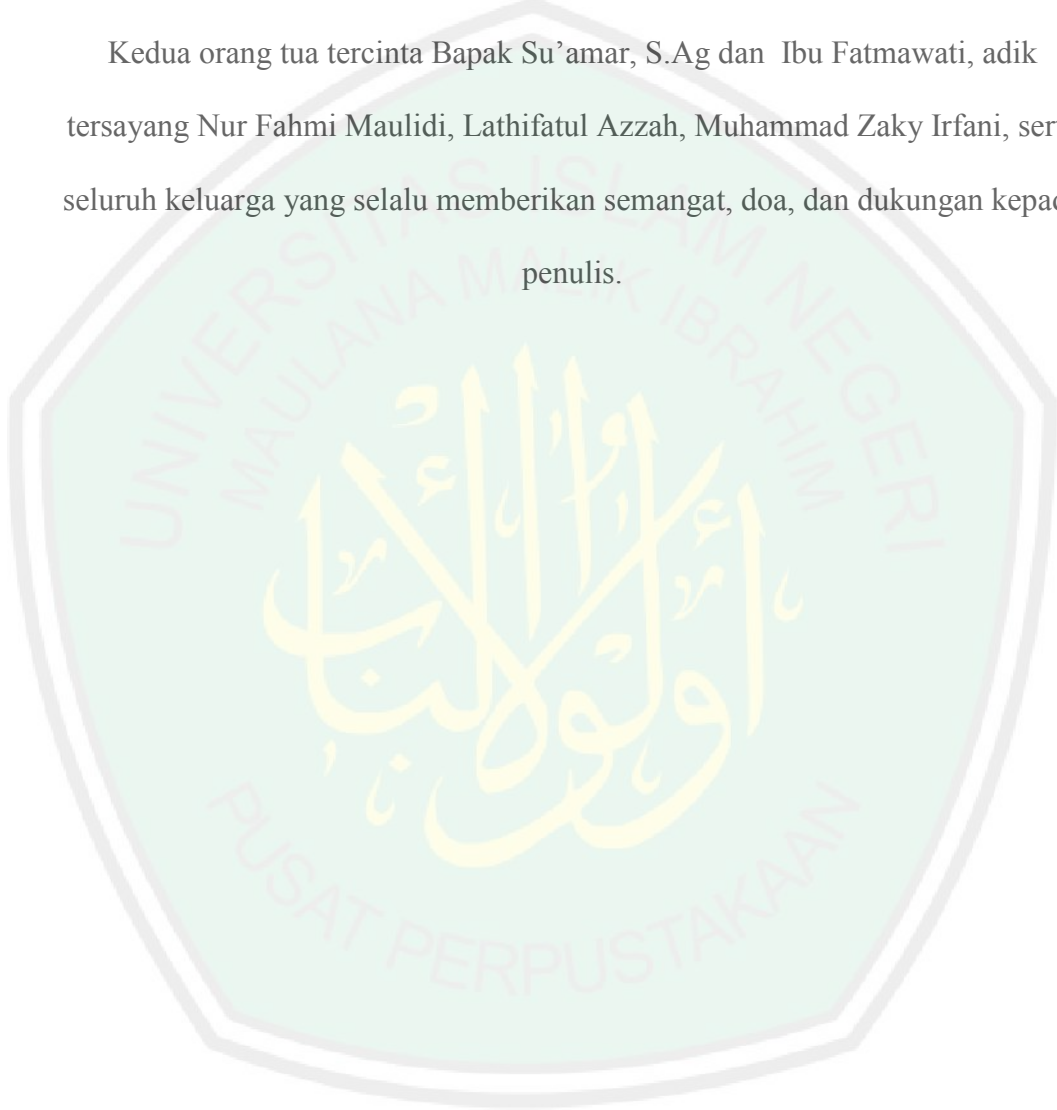 Kedua orang tua tercinta Bapak Su’amar, S.Ag dan Ibu Fatmawati, adik
tersayang Nur Fahmi Maulidi, Lathifatul Azzah, Muhammad Zaky Irfani, ser
seluruh keluarga yang selalu memberikan semangat, doa, dan dukungan kepad
penulis.
UNIVERSITAS ISLAM NEGERI
MAULANA MALIK IBRAHIM
أولوا الألباب
PUSAT PERPUSTAKAAN